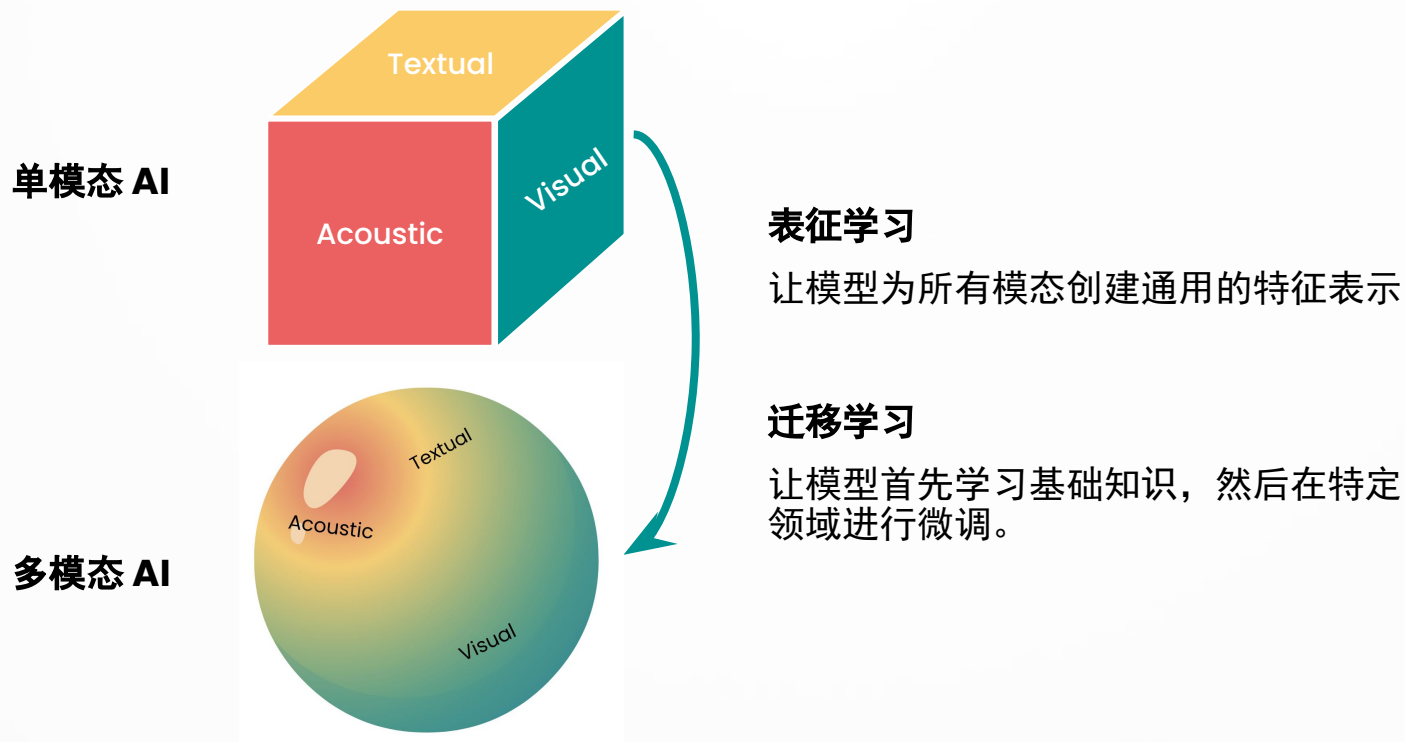 单模态 AI
Textual
Acoustic
Visual
多模态 AI
Textual
Acoustic
Visual
表征学习
让模型为所有模态创建通用的特征表示
迁移学习
让模型首先学习基础知识，然后在特定
领域进行微调。